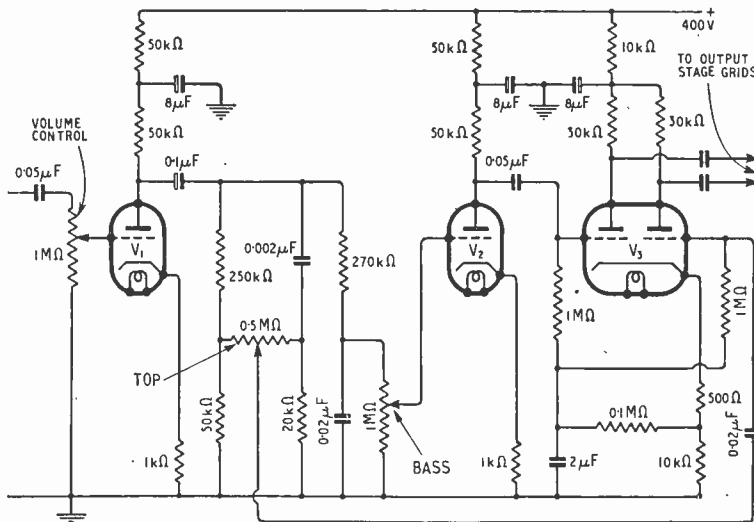 50kΩ
50kΩ
10kΩ
+
400V
TO OUTPUT
STAGE GRIDS
8μF
8μF
8μF
VOLUME
CONTROL
50kΩ
50kΩ
30kΩ
30kΩ
0·05μF
0·1μF
0·05μF
1MΩ
V1
0·002μF
270kΩ
V2
V3
250kΩ
1MΩ
1MΩ
0·5MΩ
TOP
50kΩ
20kΩ
0·02μF
1MΩ
BASS
0·1MΩ
500Ω
0·02μF
1kΩ
1kΩ
2μF
10kΩ